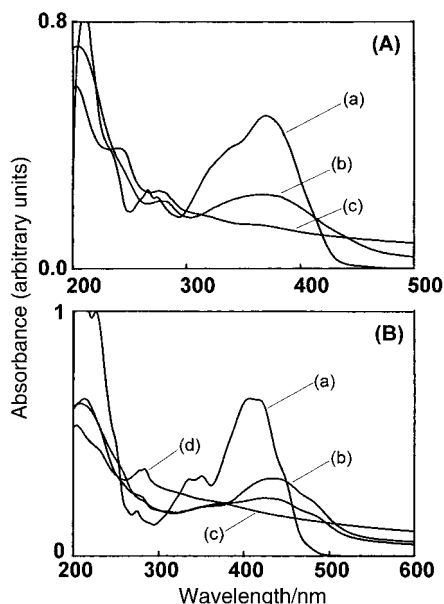 0.8
(A)
(a)
(b)
(c)
0.0
200
300
400
500
Absorbance (arbitrary units)
1
(B)
(a)
(d)
(b)
(c)
0
200
300
400
500
600
Wavelength/nm